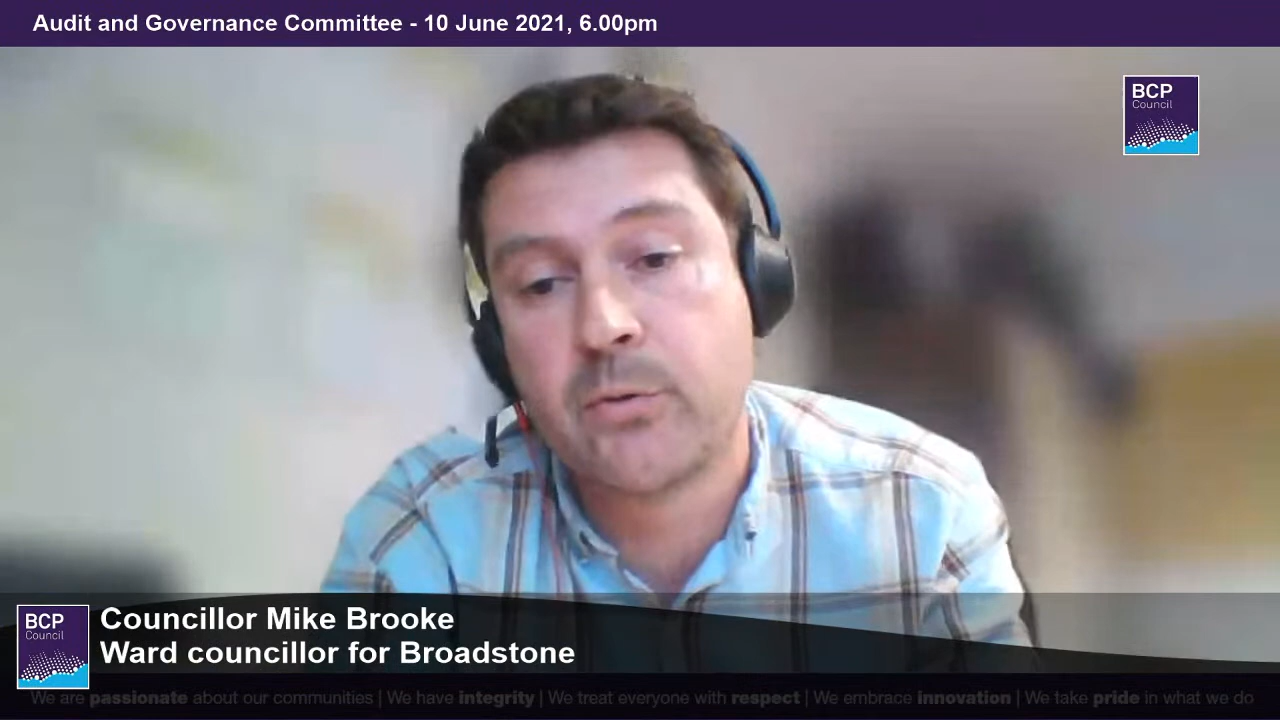 Audit and Governance Committee - 10 June 2021, 6.00pm
BCP
Council
BCP
Council
Councillor Mike Brooke
Ward councillor for Broadstone
We are passionate about our communities | We have integrity | We treat everyone with respect | We embrace innovation | We take pride in what we do